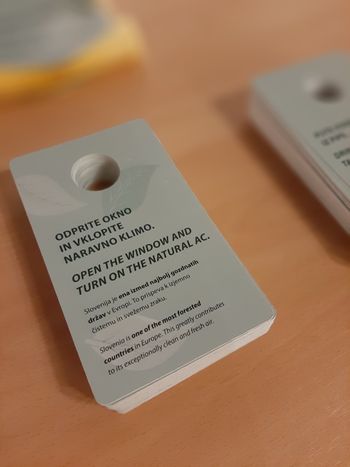 ODPRITE OKNO
IN VKLOPITE
NARAVNO KLIMO.
OPEN THE WINDOW AND
TURN ON THE NATURAL AC.
Slovenija je ena izmed najbolj gozdnatih
držav v Evropi. To prispeva k izjemno
čistemu in svežemu zraku.
Slovenia is one of the most forested
countries in Europe. This greatly contributes
to its exceptionally clean and fresh air.